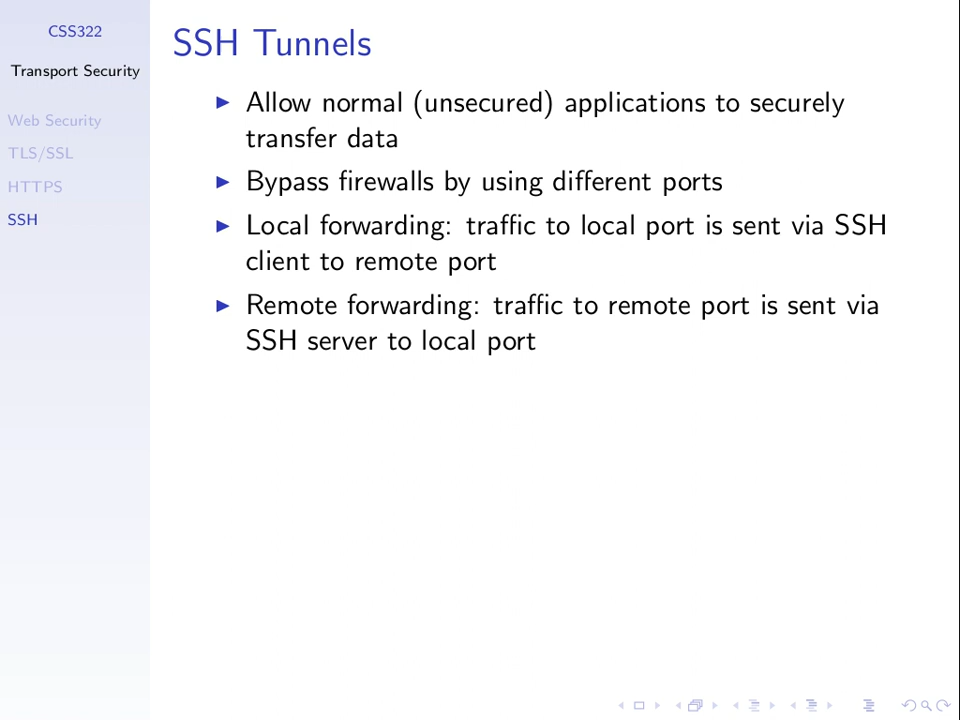 CSS322
Transport Security
Web Security
TLS/SSL
HTTPS
SSH
SSH Tunnels
Allow normal (unsecured) applications to securely
transfer data
Bypass firewalls by using different ports
Local forwarding: traffic to local port is sent via SSH
client to remote port
Remote forwarding: traffic to remote port is sent via
SSH server to local port